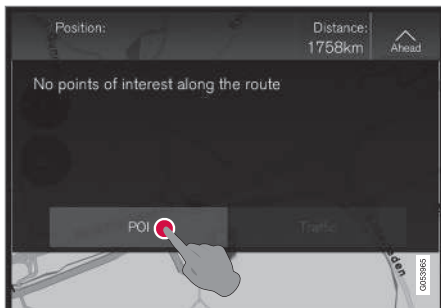 Position:
Distance:
1758km
Ahead
No points of interest along the route
POI
Traffic
G053965